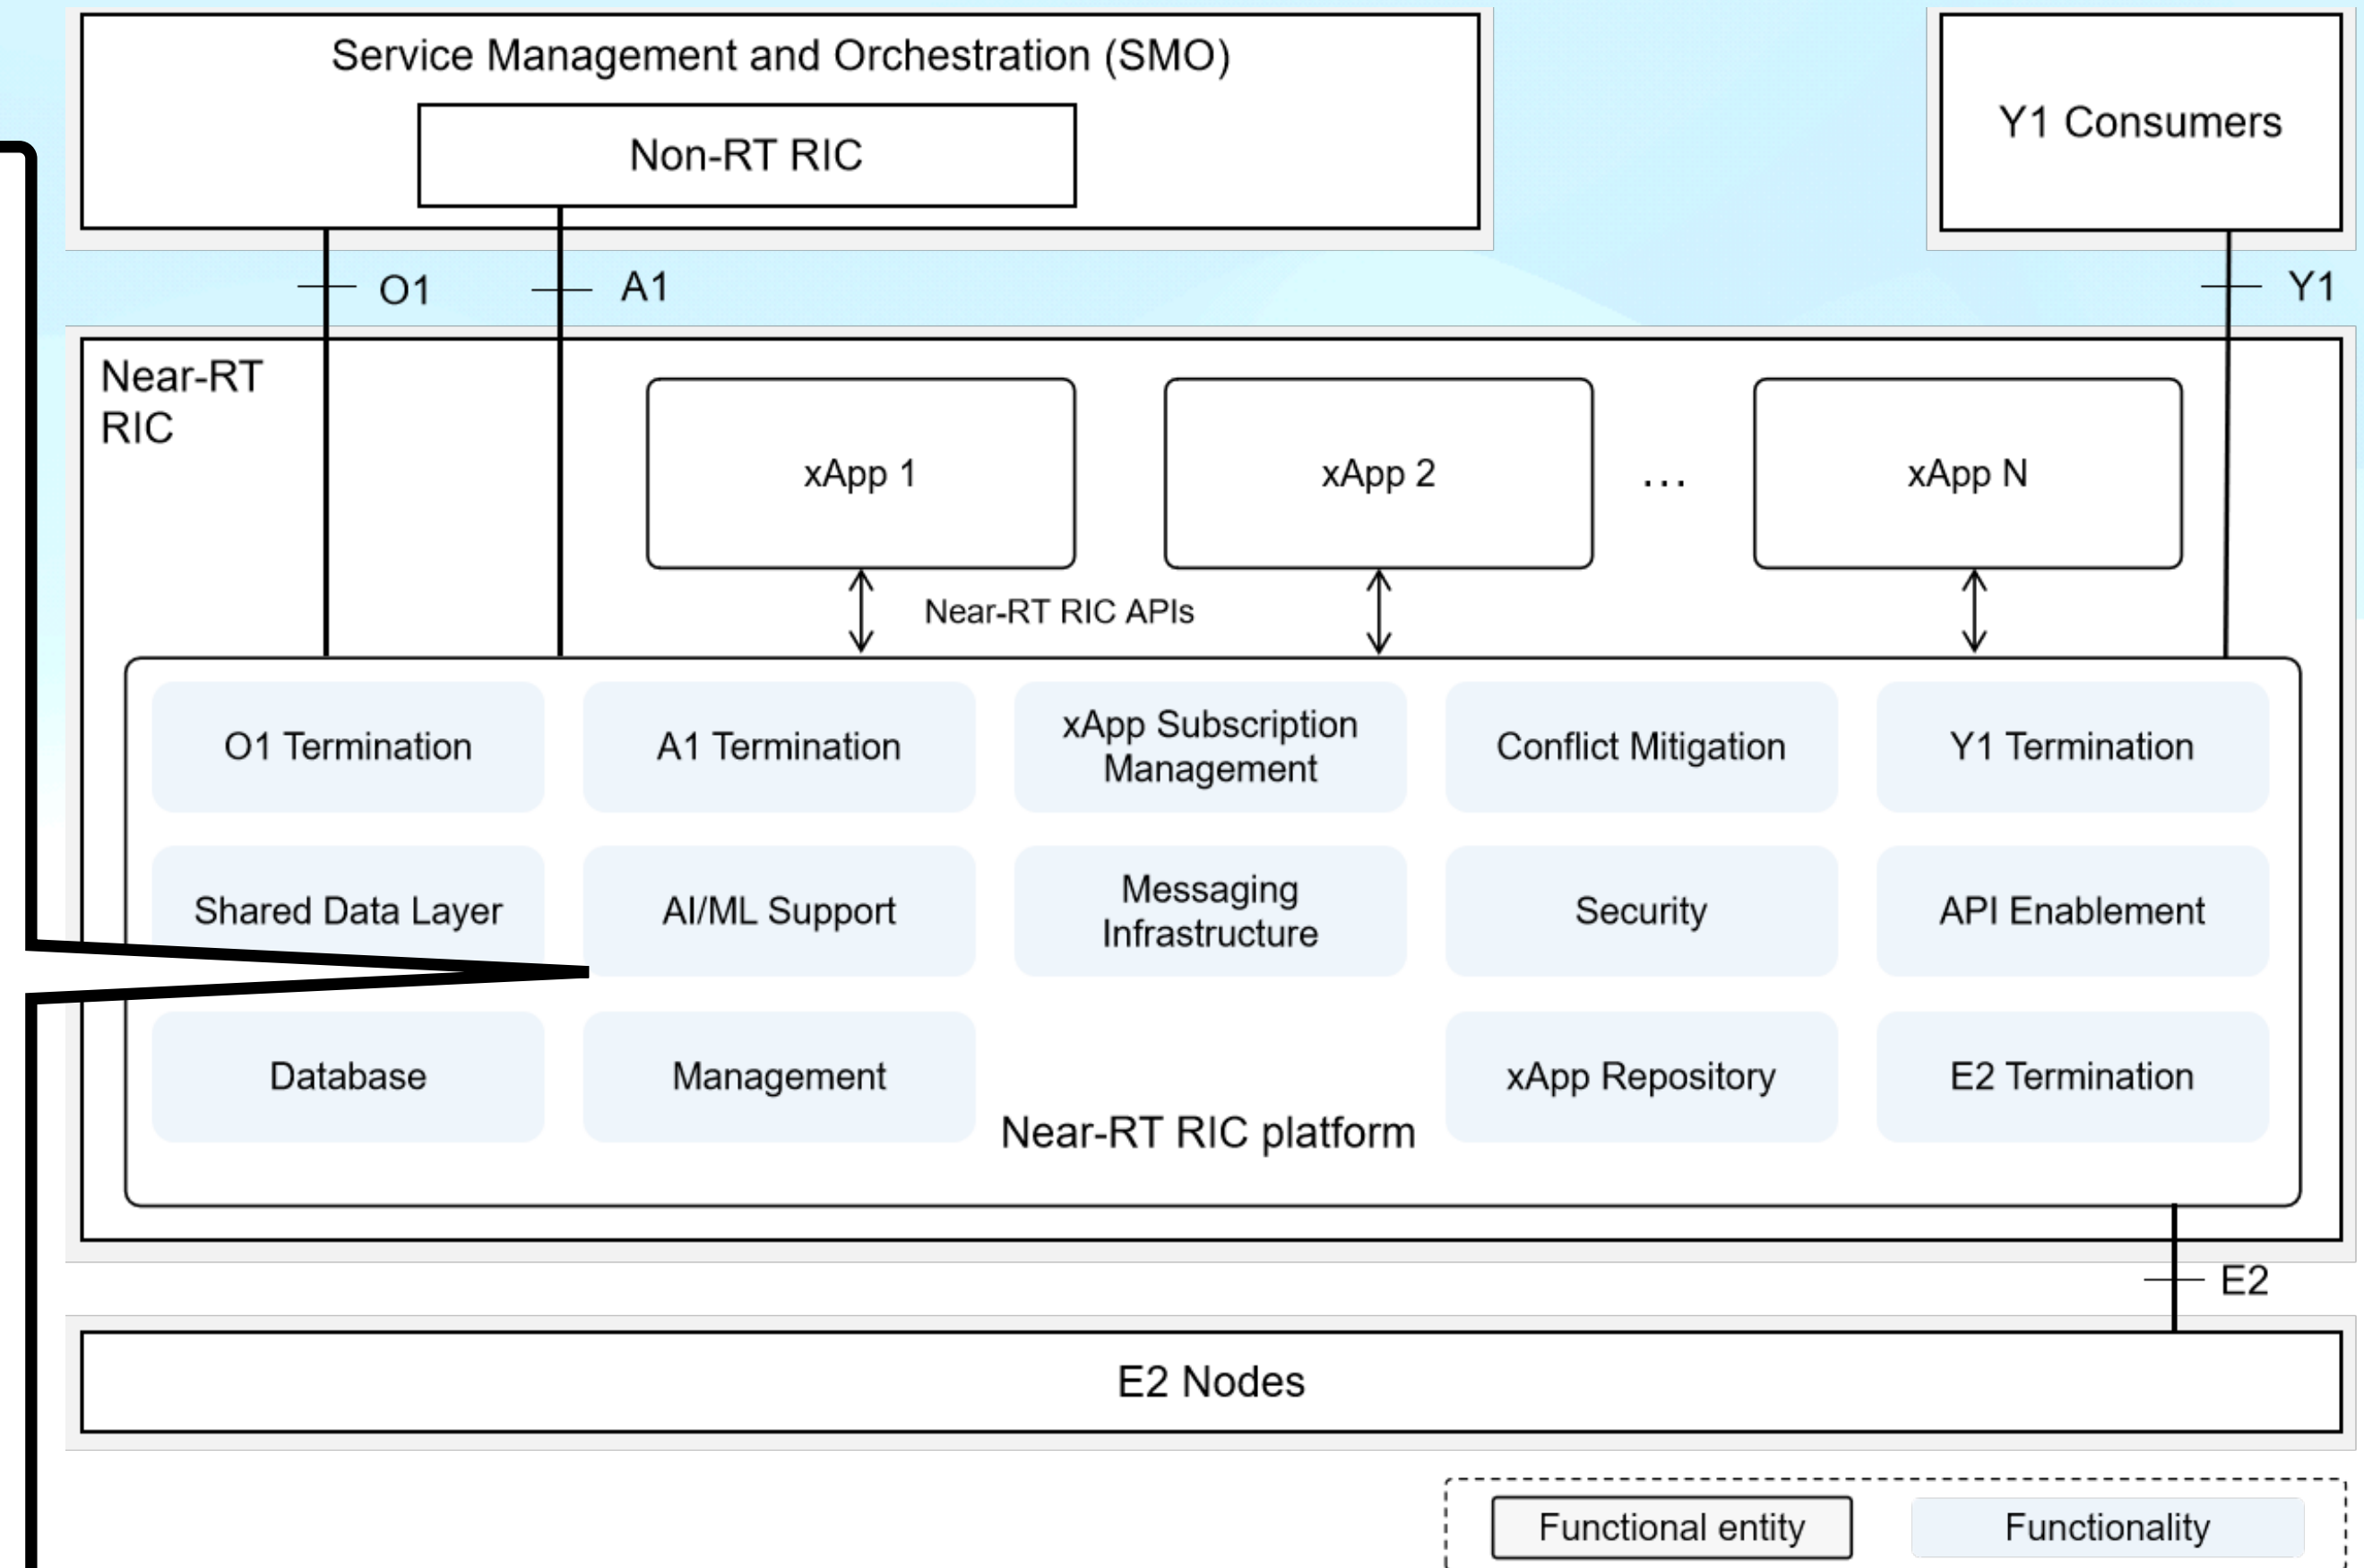 Service Management and Orchestration (SMO)
Non-RT RIC
Y1 Consumers
O1
A1
Y1
Near-RT
RIC
xApp 1
xApp 2
...
xApp N
Near-RT RIC APIs
O1 Termination
A1 Termination
xApp Subscription
Management
Conflict Mitigation
Y1 Termination
Shared Data Layer
AI/ML Support
Messaging
Infrastructure
Security
API Enablement
Database
Management
xApp Repository
E2 Termination
Near-RT RIC platform
E2
E2 Nodes
Functional entity
Functionality